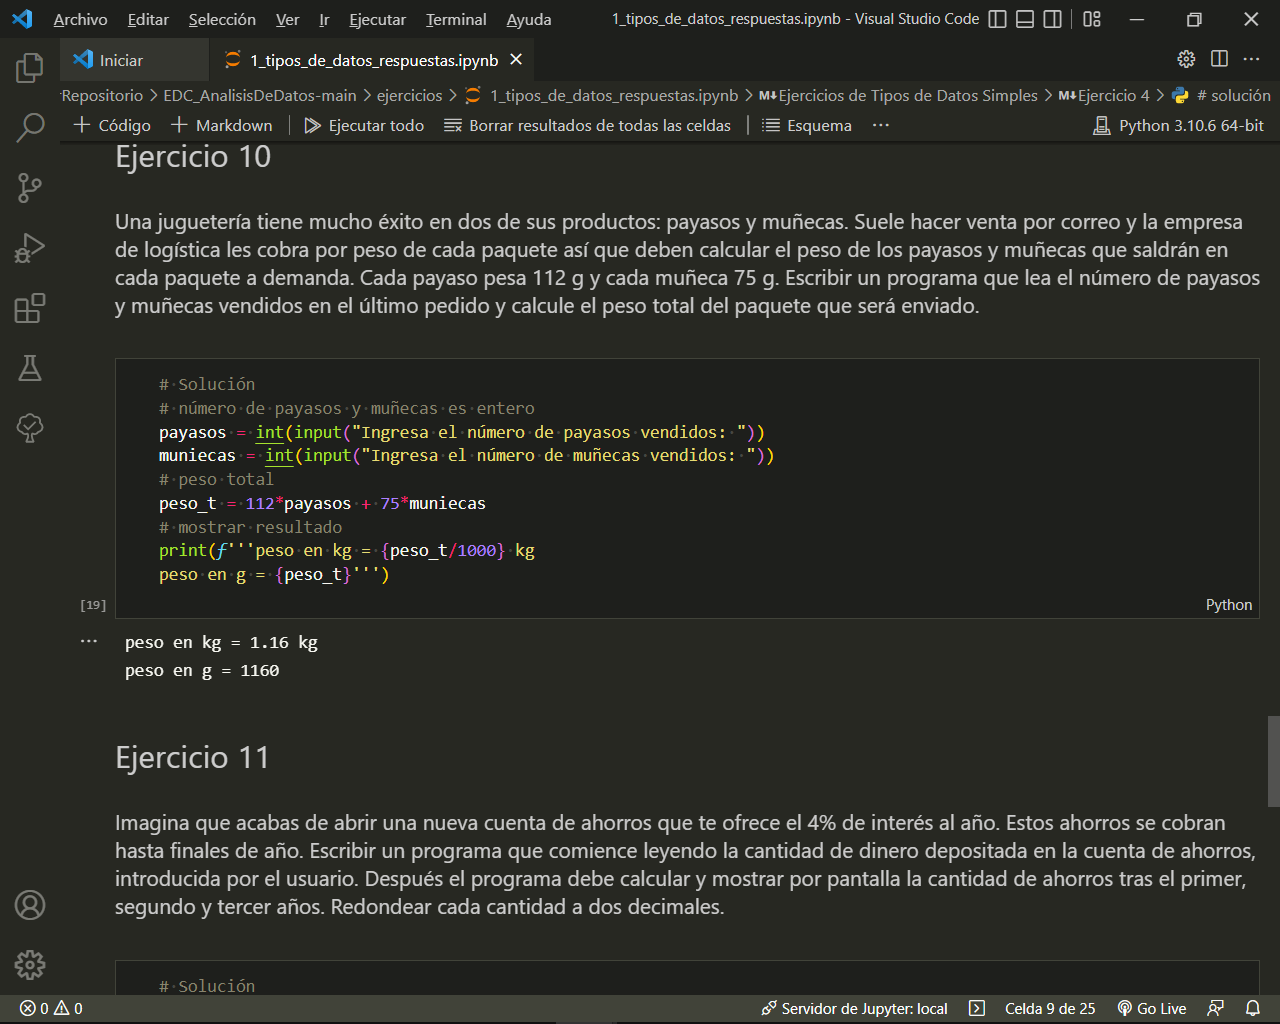 Archivo Editar Selección Ver Ir Ejecutar Terminal Ayuda 1_tipos_de_datos_respuestas.ipynb - Visual Studio Code
Iniciar 1_tipos_de_datos_respuestas.ipynb
rRepositorio > EDC_AnalisisDeDatos-main > ejercicios > 1_tipos_de_datos_respuestas.ipynb > M↓Ejercicios de Tipos de Datos Simples > M↓Ejercicio 4 > # solución
+ Código + Markdown | Ejecutar todo Borrar resultados de todas las celdas | Esquema ··· Python 3.10.6 64-bit
Ejercicio 10
Una juguetería tiene mucho éxito en dos de sus productos: payasos y muñecas. Suele hacer venta por correo y la empresa
de logística les cobra por peso de cada paquete así que deben calcular el peso de los payasos y muñecas que saldrán en
cada paquete a demanda. Cada payaso pesa 112 g y cada muñeca 75 g. Escribir un programa que lea el número de payasos
y muñecas vendidos en el último pedido y calcule el peso total del paquete que será enviado.
# Solución
# número de payasos y muñecas es entero
payasos = int(input("Ingresa el número de payasos vendidos: "))
muniecas = int(input("Ingresa el número de muñecas vendidos: "))
# peso total
peso_t = 112*payasos + 75*muniecas
# mostrar resultado
print(f'''peso en kg = {peso_t/1000} kg
peso en g = {peso_t}''')
[19] Python
··· peso en kg = 1.16 kg
peso en g = 1160
Ejercicio 11
Imagina que acabas de abrir una nueva cuenta de ahorros que te ofrece el 4% de interés al año. Estos ahorros se cobran
hasta finales de año. Escribir un programa que comience leyendo la cantidad de dinero depositada en la cuenta de ahorros,
introducida por el usuario. Después el programa debe calcular y mostrar por pantalla la cantidad de ahorros tras el primer,
segundo y tercer años. Redondear cada cantidad a dos decimales.
# Solución
0 0 Servidor de Jupyter: local Celda 9 de 25 Go Live